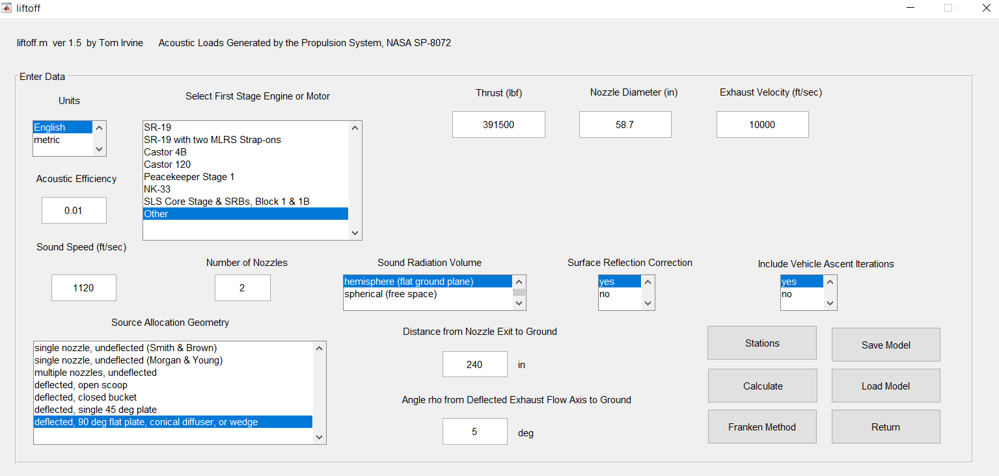 liftoff
liftoff.m ver 1.5 by Tom Irvine Acoustic Loads Generated by the Propulsion System, NASA SP-8072
Enter Data
Units
English
metric
Select First Stage Engine or Motor
SR-19
SR-19 with two MLRS Strap-ons
Castor 4B
Castor 120
Peacekeeper Stage 1
NK-33
SLS Core Stage & SRBs, Block 1 & 1B
Other
Thrust (lbf)
391500
Nozzle Diameter (in)
58.7
Exhaust Velocity (ft/sec)
10000
Acoustic Efficiency
0.01
Sound Speed (ft/sec)
1120
Number of Nozzles
2
Sound Radiation Volume
hemisphere (flat ground plane)
spherical (free space)
Surface Reflection Correction
yes
no
Include Vehicle Ascent Iterations
yes
no
Source Allocation Geometry
single nozzle, undeflected (Smith & Brown)
single nozzle, undeflected (Morgan & Young)
multiple nozzles, undeflected
deflected, open scoop
deflected, closed bucket
deflected, single 45 deg plate
deflected, 90 deg flat plate, conical diffuser, or wedge
Distance from Nozzle Exit to Ground
240 in
Angle rho from Deflected Exhaust Flow Axis to Ground
5 deg
Stations
Save Model
Calculate
Load Model
Franken Method
Return